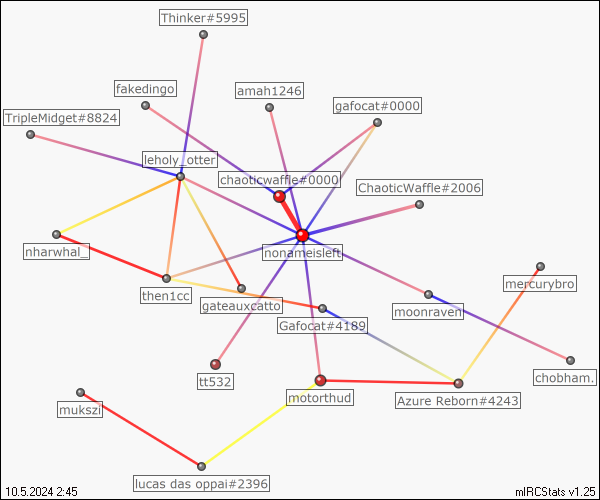 Thinker#5995
fakedingo
amah1246
gafocat#0000
TripleMidget#8824
leholy_otter
chaoticwaffle#0000
ChaoticWaffle#2006
nharwhal_
nonameisleft
mercurybro
then1cc
gateauxcatto
Gafocat#4189
moonraven
tt532
motorthud
Azure Reborn#4243
chobham.
mukszi
lucas das oppai#2396
10.5.2024 2:45
mIRCStats v1.25